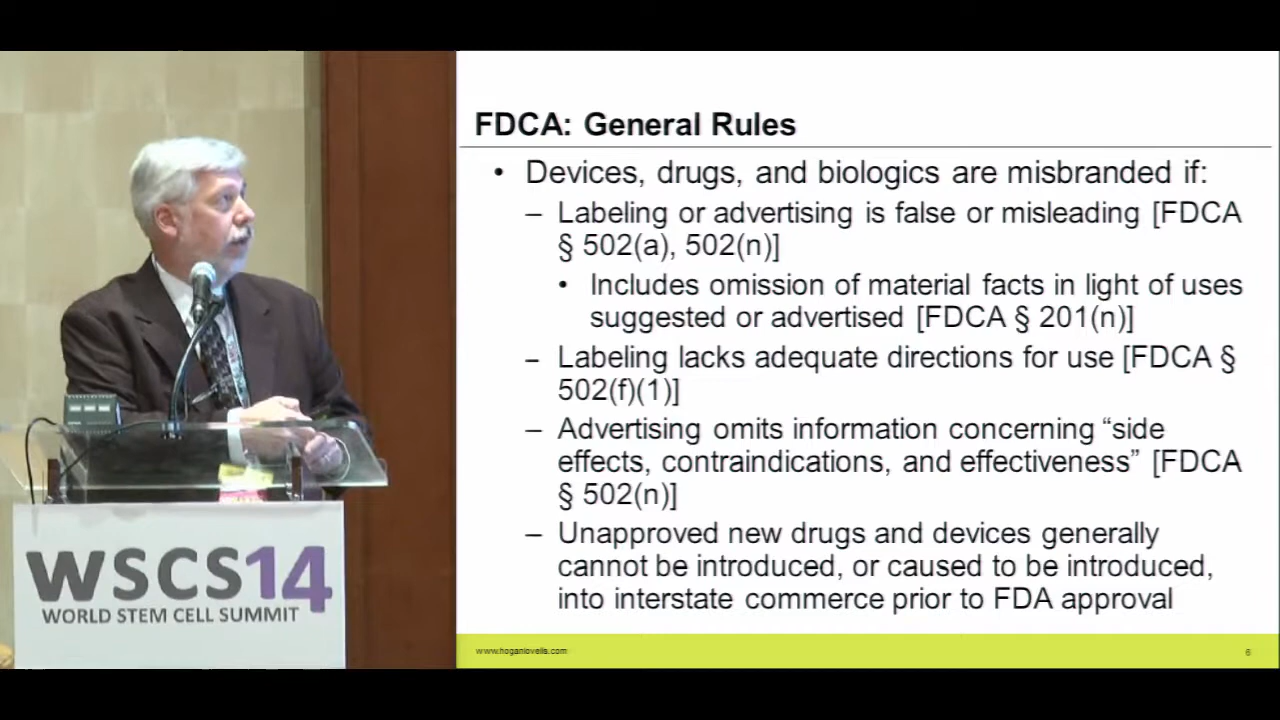 FDCA: General Rules
• Devices, drugs, and biologics are misbranded if:
– Labeling or advertising is false or misleading [FDCA
§ 502(a), 502(n)]
• Includes omission of material facts in light of uses
suggested or advertised [FDCA § 201(n)]
– Labeling lacks adequate directions for use [FDCA §
502(f)(1)]
– Advertising omits information concerning “side
effects, contraindications, and effectiveness” [FDCA
§ 502(n)]
– Unapproved new drugs and devices generally
cannot be introduced, or caused to be introduced,
into interstate commerce prior to FDA approval
www.hoganlovells.com
6
WSCS14
WORLD STEM CELL SUMMIT